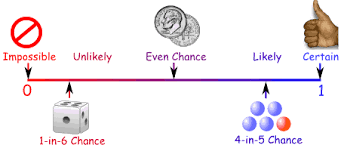 Impossible Unlikely Even Chance Likely Certain
0 1
1-in-6 Chance 4-in-5 Chance